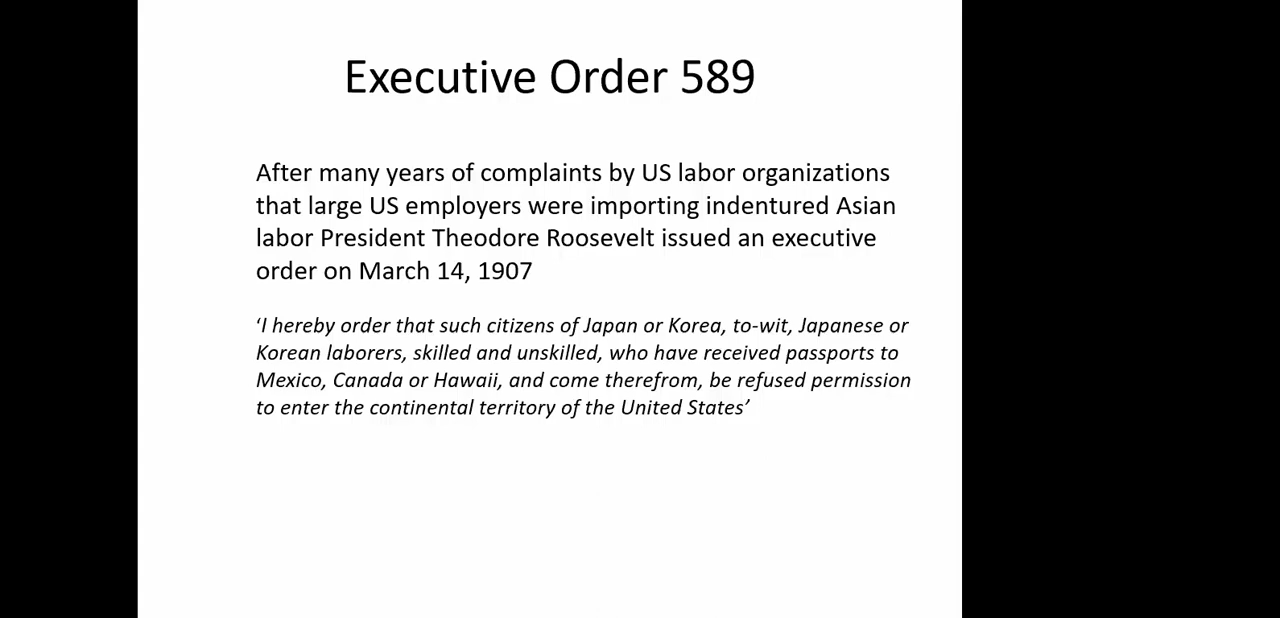 Executive Order 589
After many years of complaints by US labor organizations
that large US employers were importing indentured Asian
labor President Theodore Roosevelt issued an executive
order on March 14, 1907
‘I hereby order that such citizens of Japan or Korea, to-wit, Japanese or
Korean laborers, skilled and unskilled, who have received passports to
Mexico, Canada or Hawaii, and come therefrom, be refused permission
to enter the continental territory of the United States’